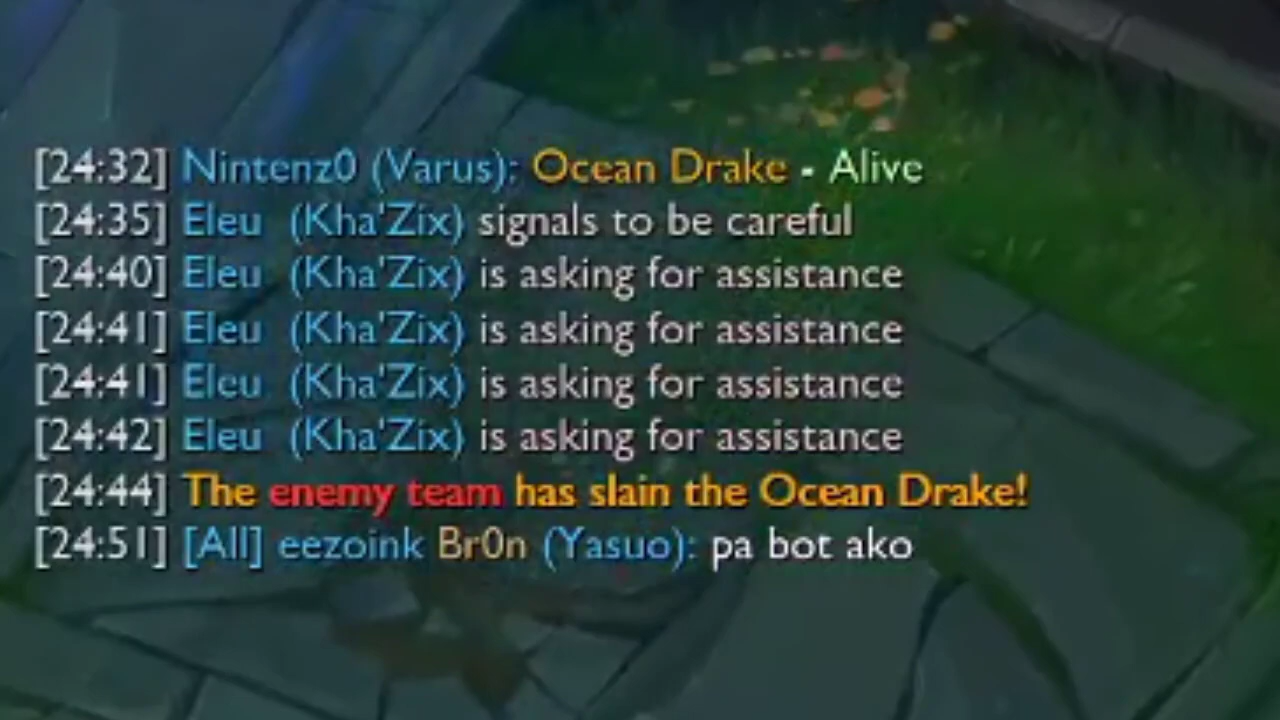 [24:32] Nintenz0 (Varus): Ocean Drake - Alive
[24:35] Eleu (Kha'Zix) signals to be careful
[24:40] Eleu (Kha'Zix) is asking for assistance
[24:41] Eleu (Kha'Zix) is asking for assistance
[24:41] Eleu (Kha'Zix) is asking for assistance
[24:42] Eleu (Kha'Zix) is asking for assistance
[24:44] The enemy team has slain the Ocean Drake!
[24:51] [All] eezoink Br0n (Yasuo): pa bot ako